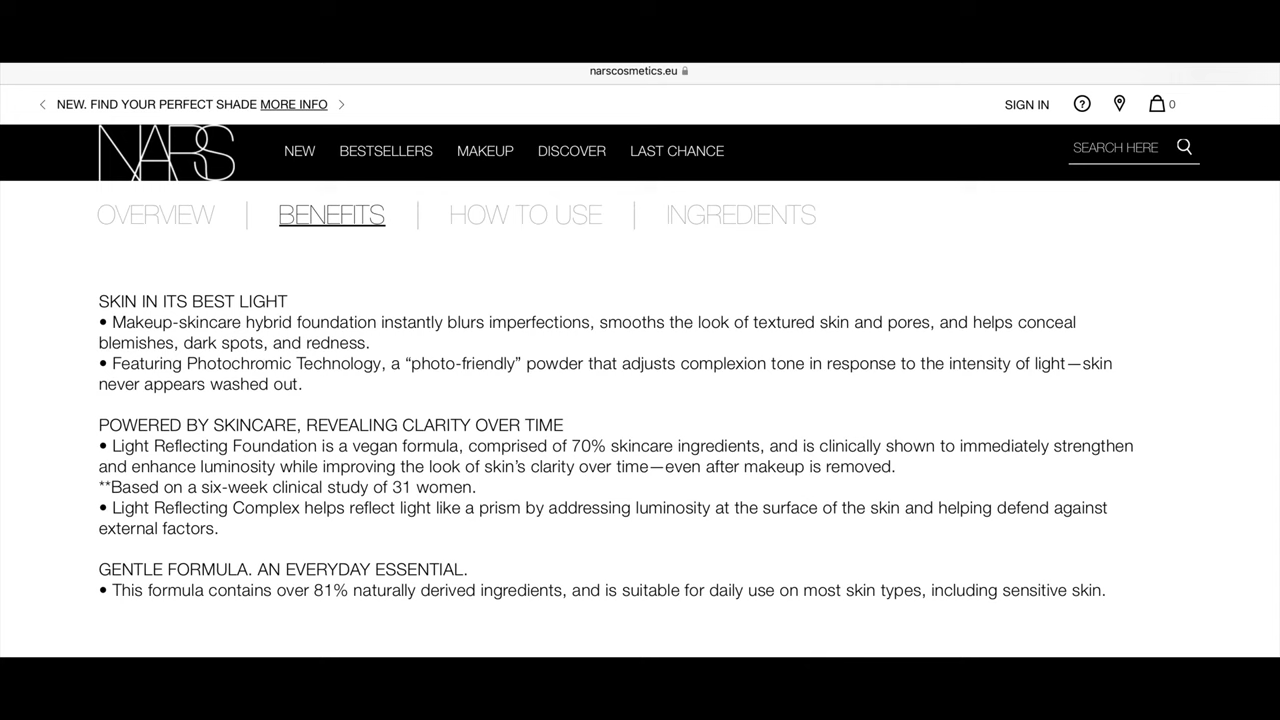 narscosmetics.eu
NEW. FIND YOUR PERFECT SHADE MORE INFO
SIGN IN ? 0
NARS
NEW BESTSELLERS MAKEUP DISCOVER LAST CHANCE
SEARCH HERE
OVERVIEW | BENEFITS | HOW TO USE | INGREDIENTS
SKIN IN ITS BEST LIGHT
• Makeup-skincare hybrid foundation instantly blurs imperfections, smooths the look of textured skin and pores, and helps conceal
blemishes, dark spots, and redness.
• Featuring Photochromic Technology, a “photo-friendly” powder that adjusts complexion tone in response to the intensity of light—skin
never appears washed out.
POWERED BY SKINCARE, REVEALING CLARITY OVER TIME
• Light Reflecting Foundation is a vegan formula, comprised of 70% skincare ingredients, and is clinically shown to immediately strengthen
and enhance luminosity while improving the look of skin’s clarity over time—even after makeup is removed.
**Based on a six-week clinical study of 31 women.
• Light Reflecting Complex helps reflect light like a prism by addressing luminosity at the surface of the skin and helping defend against
external factors.
GENTLE FORMULA. AN EVERYDAY ESSENTIAL.
• This formula contains over 81% naturally derived ingredients, and is suitable for daily use on most skin types, including sensitive skin.